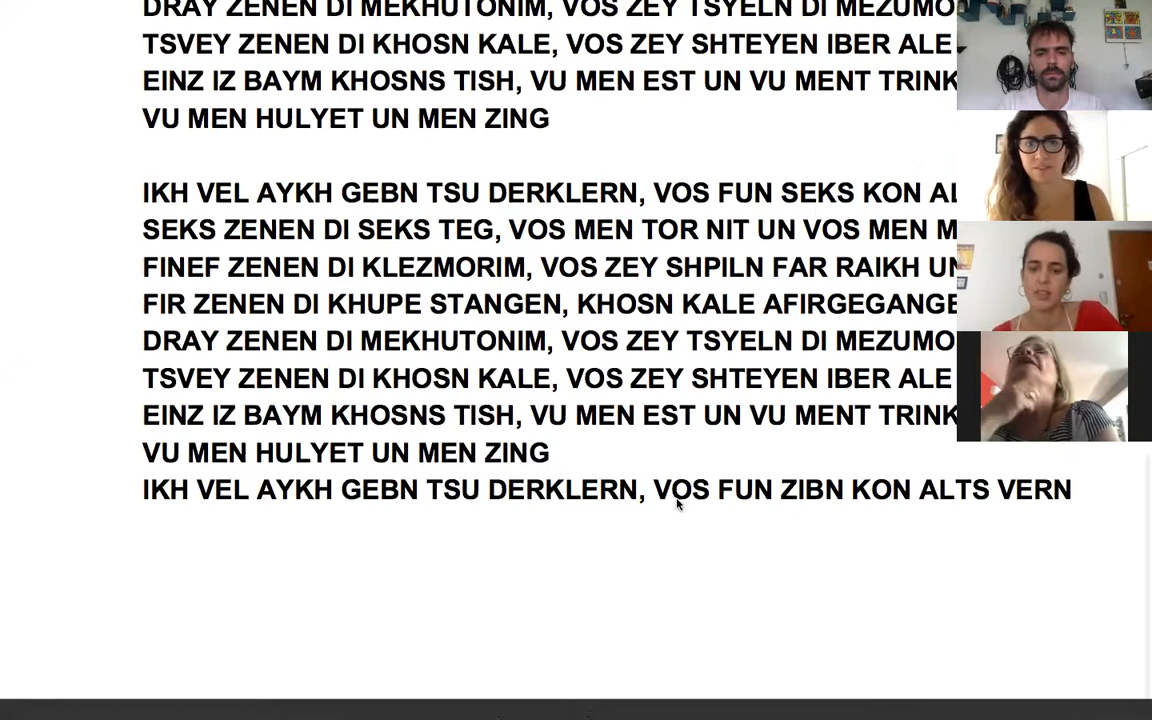 DRAY ZENEN DI MEKHUTONIM, VOS ZEY TSYELN DI
TSVEY ZENEN DI KHOSN KALE, VOS ZEY SHTEYEN IBER ALE
EINZ IZ BAYM KHOSNS TISH, VU MEN EST UN VU MENT TRINK
VU MEN HULYET UN MEN ZING
IKH VEL AYKH GEBN TSU DERKLERN, VOS FUN SEKS KON
SEKS ZENEN DI SEKS TEG, VOS MEN TOR NIT UN VOS MEN
FINEF ZENEN DI KLEZMORIM, VOS ZEY SHPILN FAR RAIKH
FIR ZENEN DI KHUPE STANGEN, KHOSN KALE
DRAY ZENEN DI MEKHUTONIM, VOS ZEY TSYELN DI
TSVEY ZENEN DI KHOSN KALE, VOS ZEY SHTEYEN IBER ALE
EINZ IZ BAYM KHOSNS TISH, VU MEN EST UN VU MENT TRINK
VU MEN HULYET UN MEN ZING
IKH VEL AYKH GEBN TSU DERKLERN, VOS FUN ZIBN KON ALTS VERN